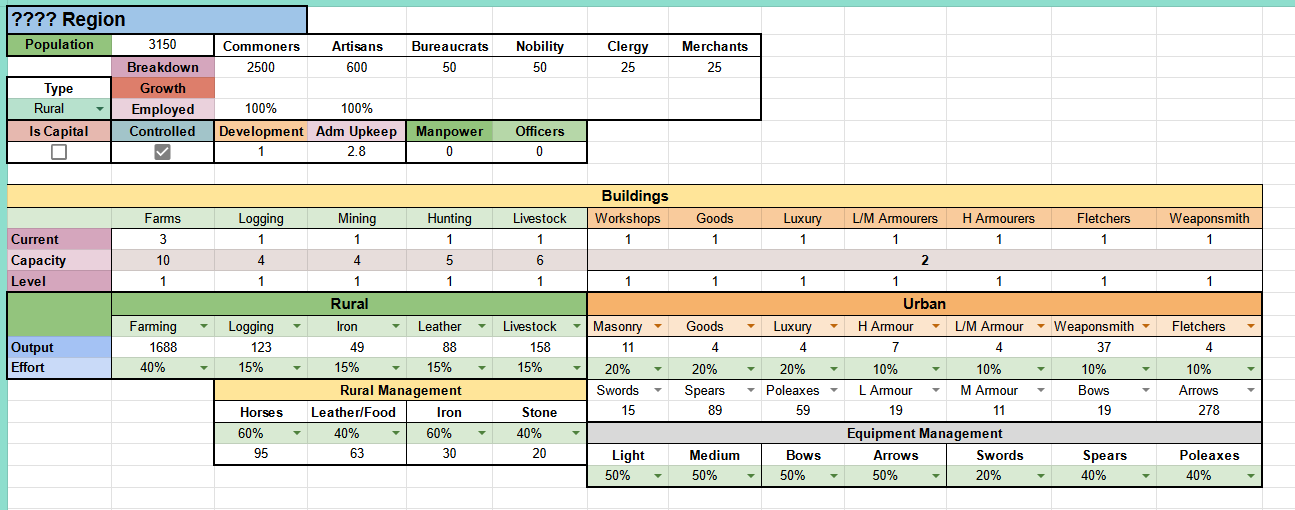 ???? Region
Population 3150 Commoners Artisans Bureaucrats Nobility Clergy Merchants
Breakdown 2500 600 50 50 25 25
Type Growth
Rural Employed 100% 100%
Is Capital Controlled Development Adm Upkeep Manpower Officers
1 2.8 0 0
Buildings
Farms Logging Mining Hunting Livestock Workshops Goods Luxury L/M Armourers H Armourers Fletchers Weaponsmith
Current 3 1 1 1 1 1 1 1 1 1 1 1
Capacity 10 4 4 5 6 2
Level 1 1 1 1 1 1 1 1 1 1 1 1
Rural Urban
Farming Logging Iron Leather Livestock Masonry Goods Luxury H Armour L/M Armour Weaponsmith Fletchers
Output 1688 123 49 88 158 11 4 4 7 4 37 4
Effort 40% 15% 15% 15% 15% 20% 20% 20% 10% 10% 10% 10%
Rural Management Swords Spears Poleaxes L Armour M Armour Bows Arrows
Horses Leather/Food Iron Stone 15 89 59 19 11 19 278
60% 40% 60% 40% Equipment Management
95 63 30 20 Light Medium Bows Arrows Swords Spears Poleaxes
50% 50% 50% 50% 20% 40% 40%